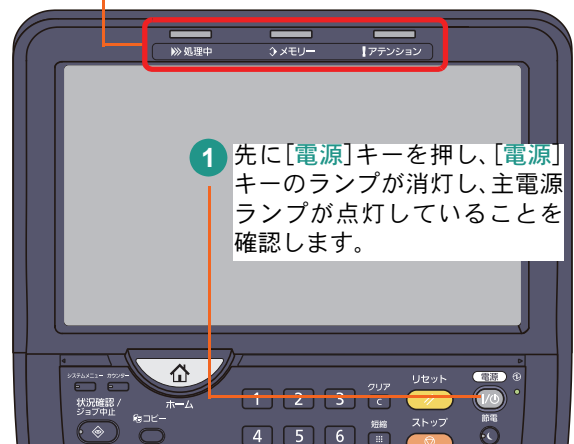 処理中 メモリー アテンション
1 先に[電源]キーを押し、[電源]
キーのランプが消灯し、主電源
ランプが点灯していることを
確認します。
システムメニュー カウンター
状況確認 /
ジョブ中止
ホーム
コピー
1 2 3
クリア
C
リセット
電源
節電
4 5 6
短縮
ストップ